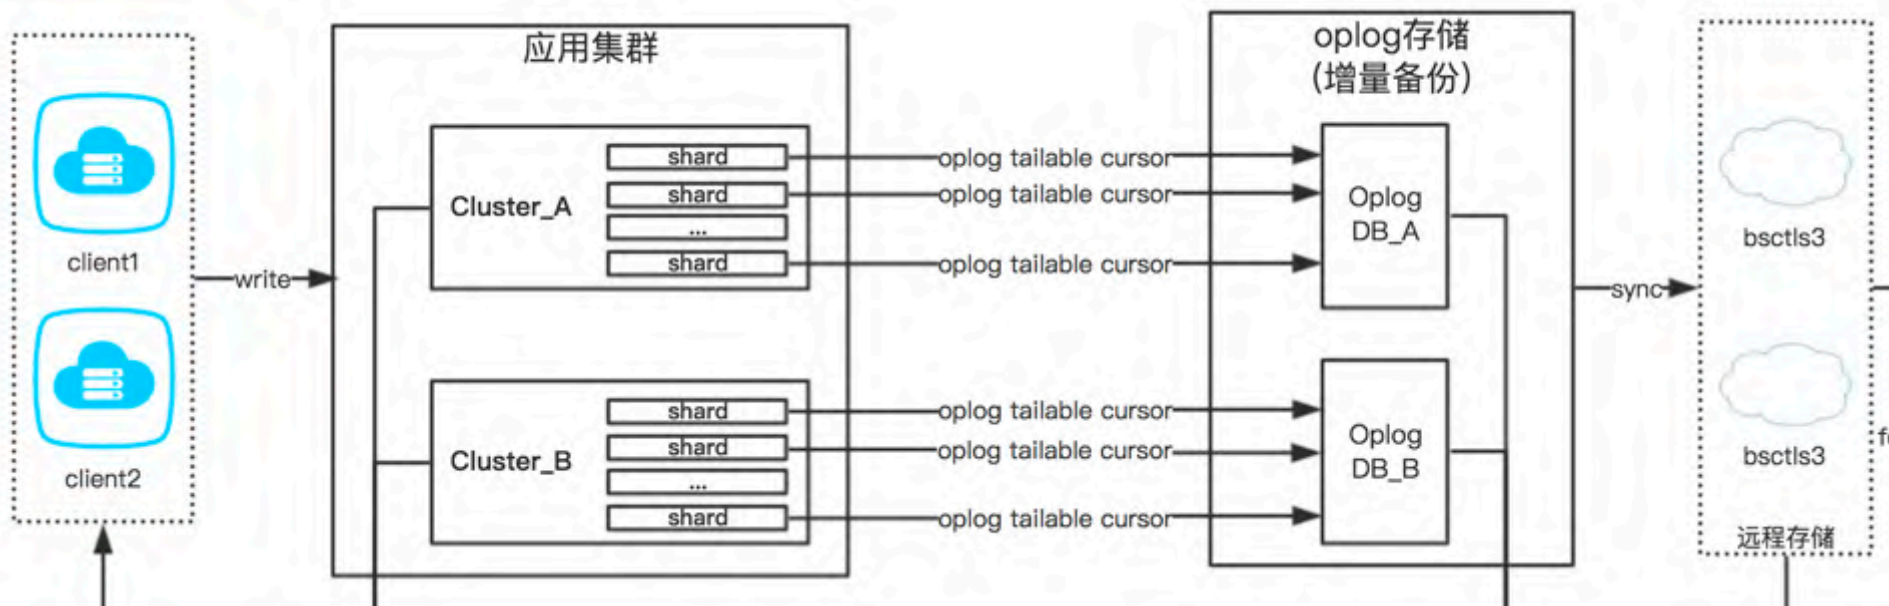 client1
client2
write
应用集群
Cluster_A
shard
shard
...
shard
Cluster_B
shard
shard
...
shard
oplog tailable cursor
oplog tailable cursor
oplog tailable cursor
oplog tailable cursor
oplog tailable cursor
oplog tailable cursor
oplog存储
(增量备份)
Oplog
DB_A
Oplog
DB_B
sync
bsctls3
bsctls3
远程存储